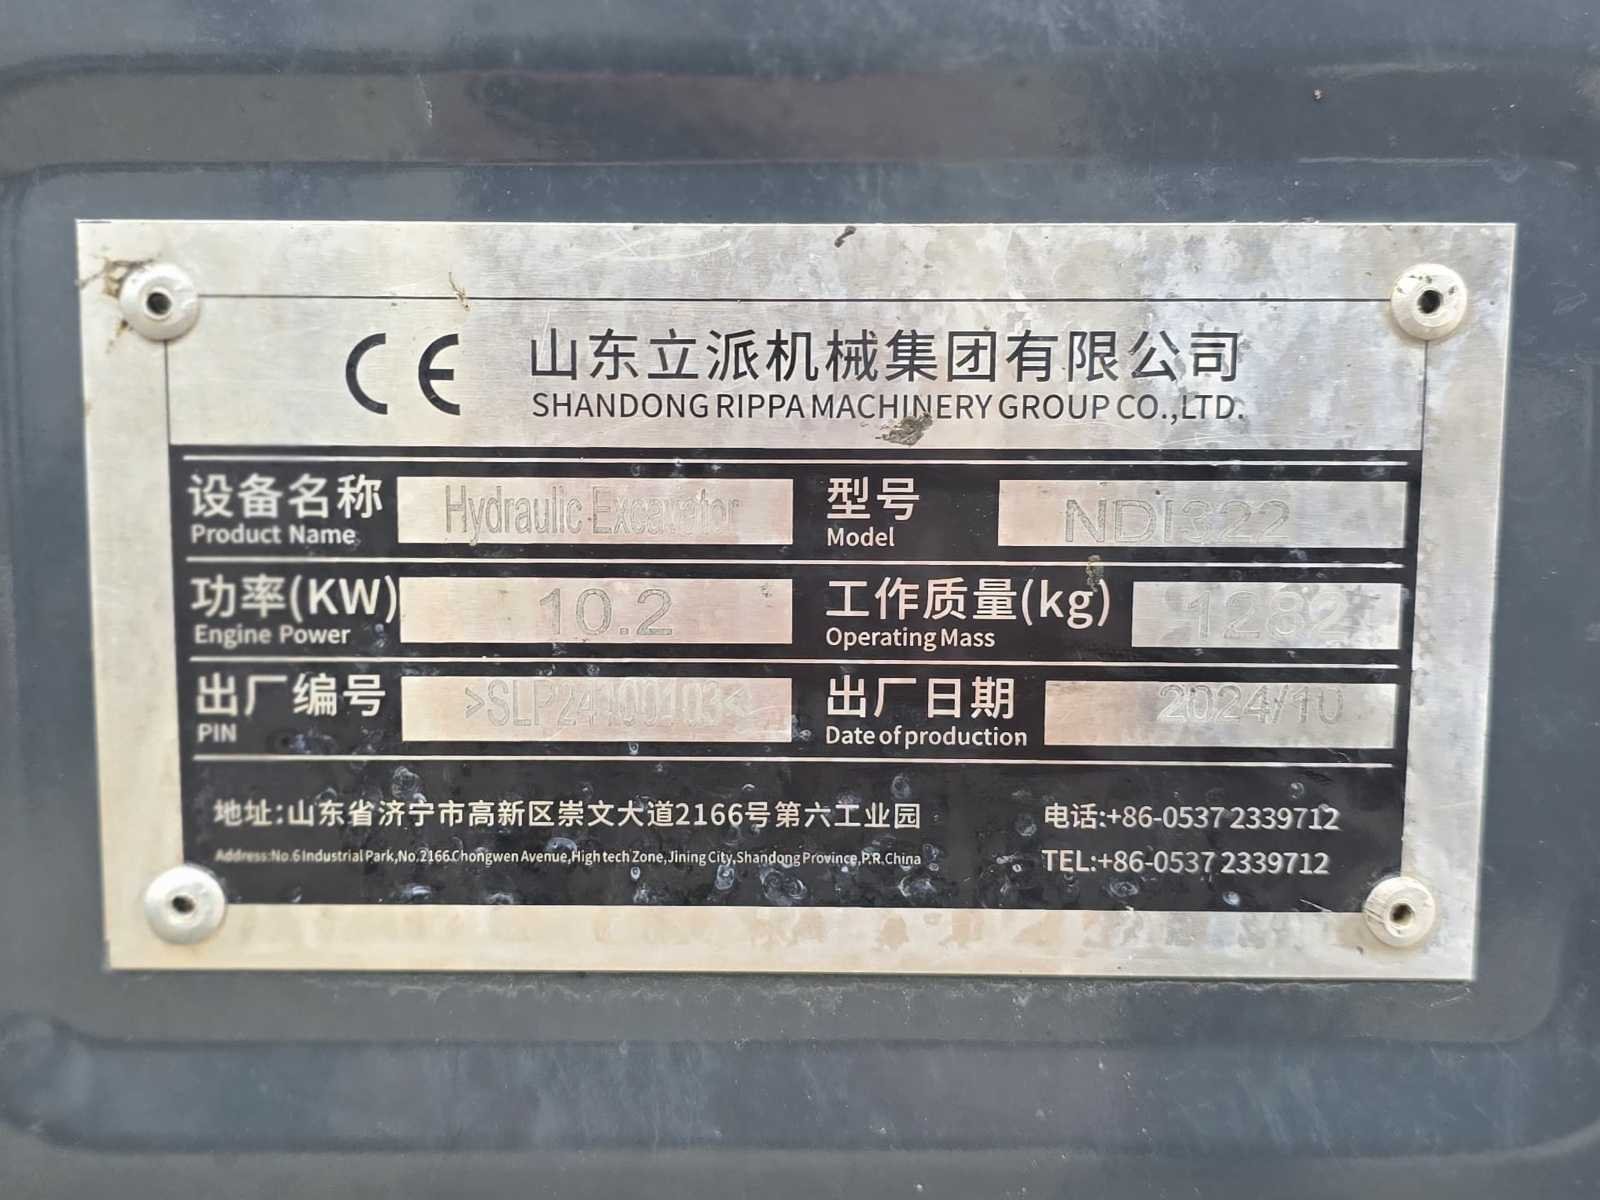 CE
山东立派机械集团有限公司
SHANDONG RIPPA MACHINERY GROUP CO.,LTD.
设备名称 Hydraulic Excavator 型号 NDI322
Product Name Model
功率(KW) 10.2 工作质量(kg) 1282
Engine Power Operating Mass
出厂编号 >SLP24100103< 出厂日期 2024/10
PIN Date of production
地址:山东省济宁市高新区崇文大道2166号第六工业园 电话:+86-0537 2339712
Address:No.6 Industrial Park,No.2166 Chongwen Avenue,High tech Zone,Jining City,Shandong Province,P.R.China TEL:+86-0537 2339712